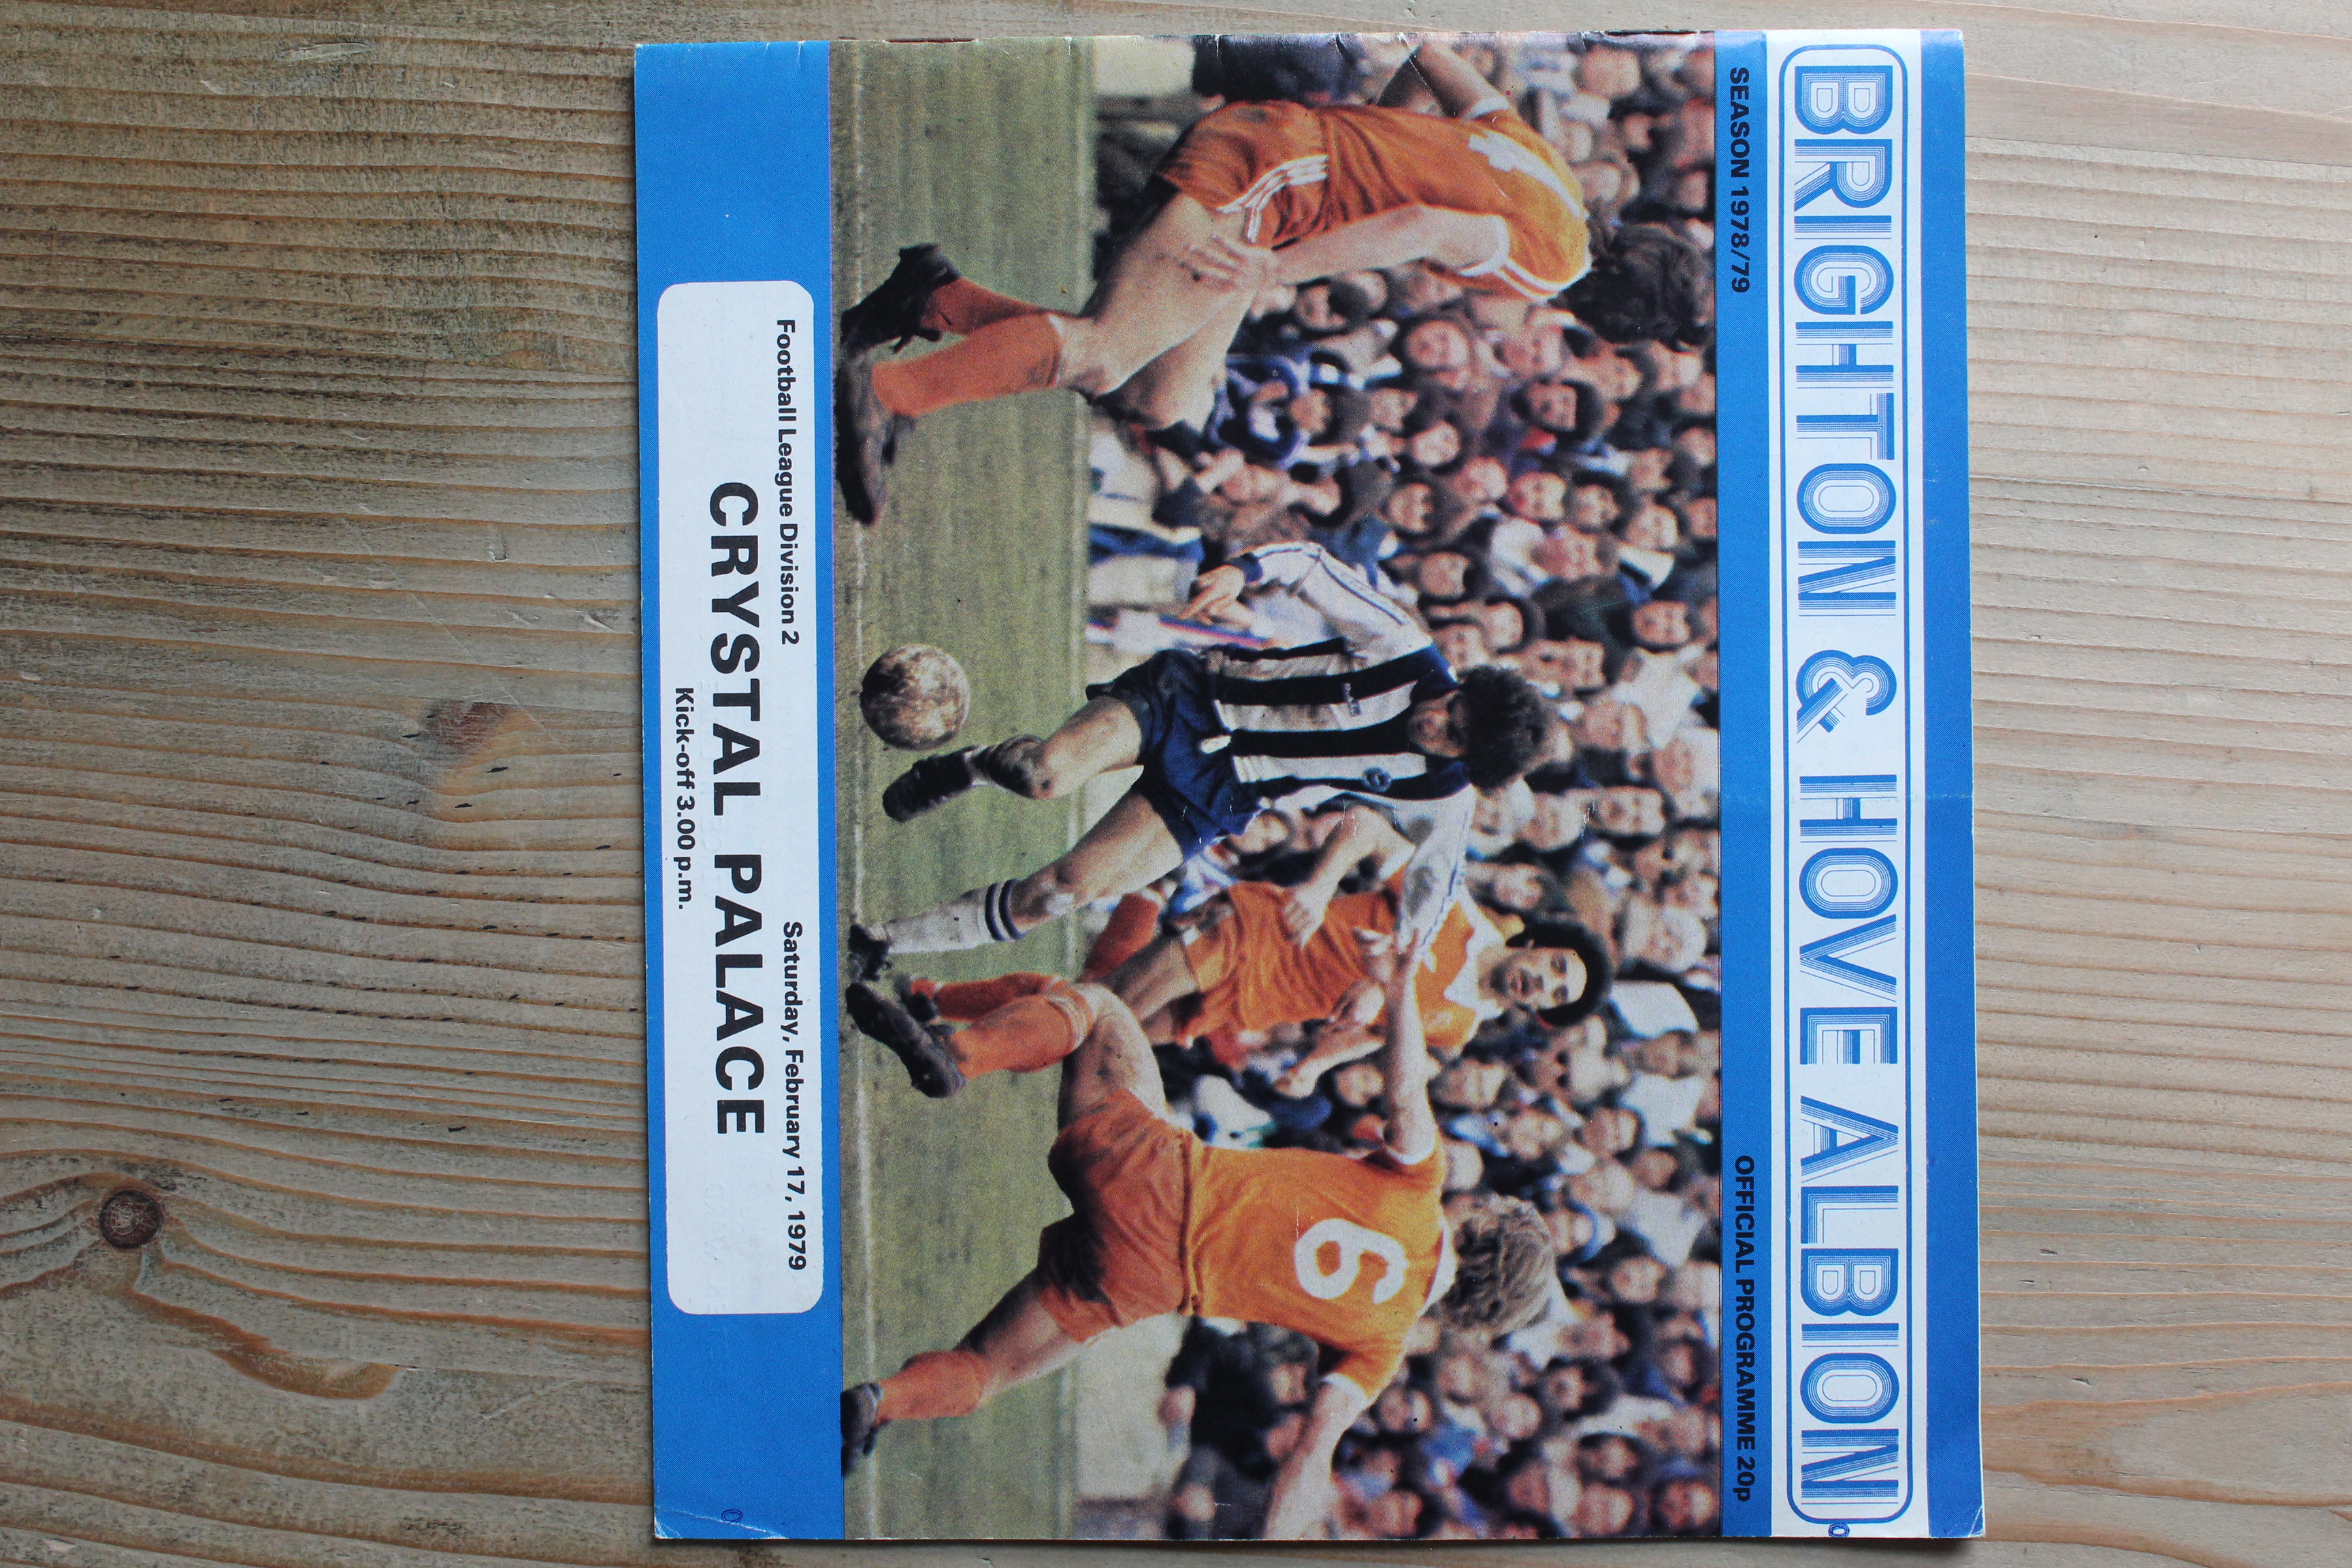 BRIGHTON & HOVE ALBION
SEASON 1978/79 OFFICIAL PROGRAMME 20p
6
Football League Division 2 Saturday, February 17, 1979
CRYSTAL PALACE
Kick-off 3.00 p.m.